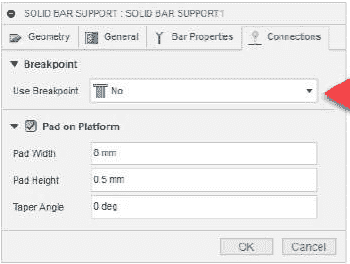 SOLID BAR SUPPORT : SOLID BAR SUPPORT1
Geometry General Bar Properties Connections
Breakpoint
Use Breakpoint No
Pad on Platform
Pad Width 8 mm
Pad Height 0.5 mm
Taper Angle 0 deg
OK Cancel